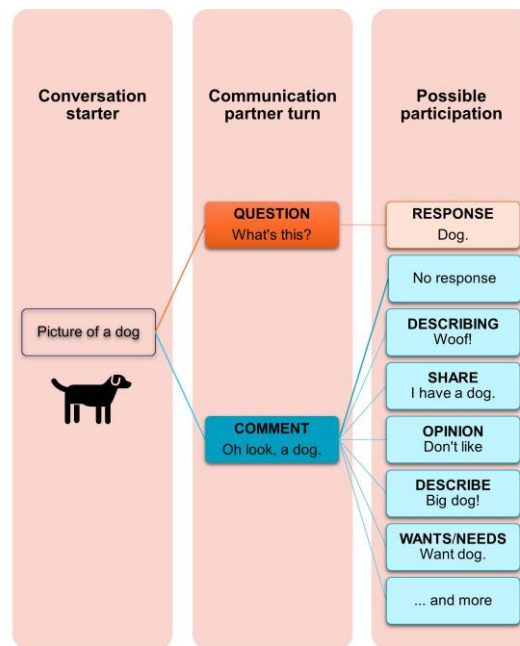 Conversation
starter
Communication
partner turn
Possible
participation
Picture of a dog
QUESTION
What's this?
COMMENT
Oh look, a dog.
RESPONSE
Dog.
No response
DESCRIBING
Woof!
SHARE
I have a dog.
OPINION
Don't like
DESCRIBE
Big dog!
WANTS/NEEDS
Want dog.
... and more